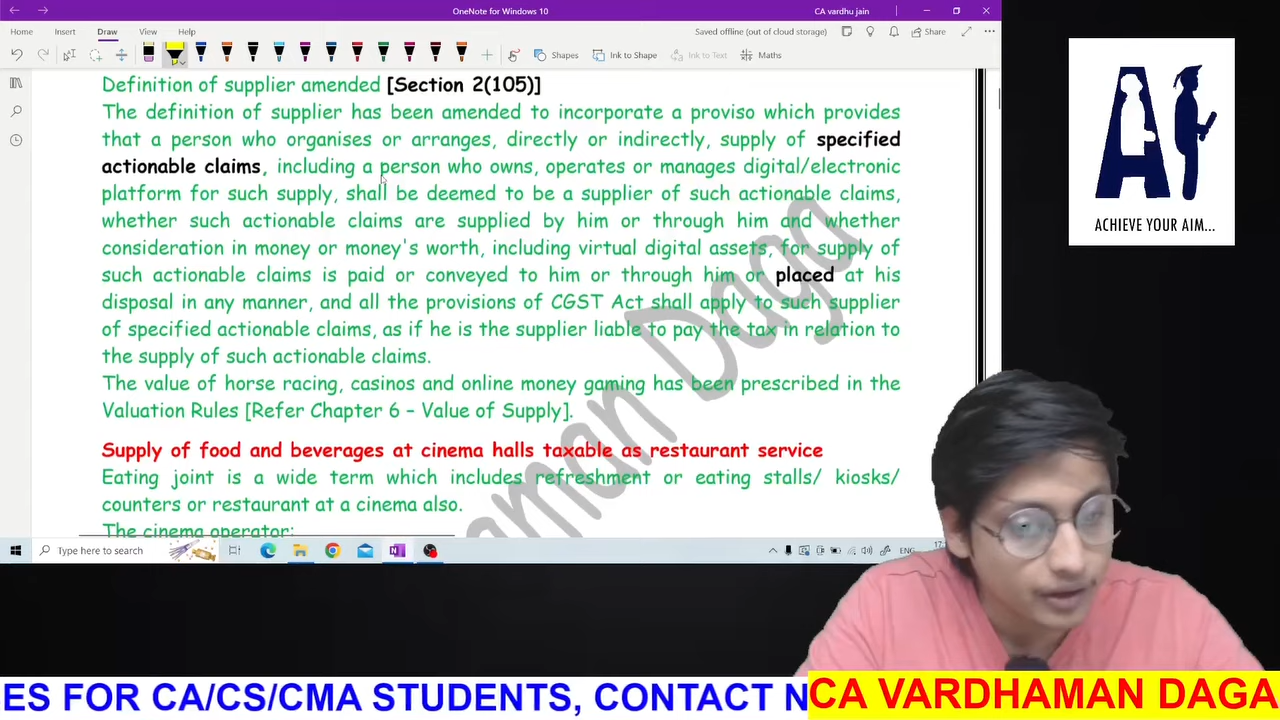 OneNote for Windows 10
CA vardhu jain
Home Insert Draw View Help
Saved offline (out of cloud storage) Share
Shapes Ink to Shape Ink to Text Maths
Definition of supplier amended [Section 2(105)]
The definition of supplier has been amended to incorporate a proviso which provides
that a person who organises or arranges, directly or indirectly, supply of specified
actionable claims, including a person who owns, operates or manages digital/electronic
platform for such supply, shall be deemed to be a supplier of such actionable claims,
whether such actionable claims are supplied by him or through him and whether
consideration in money or money's worth, including virtual digital assets, for supply of
such actionable claims is paid or conveyed to him or through him or placed at his
disposal in any manner, and all the provisions of CGST Act shall apply to such supplier
of specified actionable claims, as if he is the supplier liable to pay the tax in relation to
the supply of such actionable claims.
The value of horse racing, casinos and online money gaming has been prescribed in the
Valuation Rules [Refer Chapter 6 – Value of Supply].
Supply of food and beverages at cinema halls taxable as restaurant service
Eating joint is a wide term which includes refreshment or eating stalls/ kiosks/
counters or restaurant at a cinema also.
The cinema operator:
aman Daga
A
ACHIEVE YOUR AIM...
Type here to search
ENG
ES FOR CA/CS/CMA STUDENTS, CONTACT N
CA VARDHAMAN DAGA